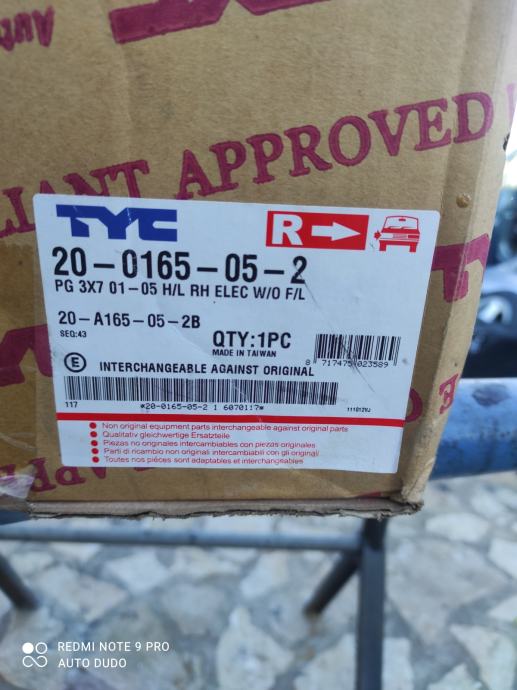 LIANT APPROVED
TYC
R
20-0165-05-2
PG 3X7 01-05 H/L RH ELEC W/O F/L
20-A165-05-2B
SEQ:43
QTY:1PC
MADE IN TAIWAN
8 717475 023589
E INTERCHANGEABLE AGAINST ORIGINAL
117 *20-0165-05-2 1 6070117*
Non original equipment parts interchangeable against original parts
Qualitativ gleichwertige Ersatzteile
Piezas no originales intercambiables con piezas originales
Parti di ricambio non originali intercambicabili con gli originali
Toutes nos pièces sont adaptables et interchangeables
REDMI NOTE 9 PRO
AUTO DUDO